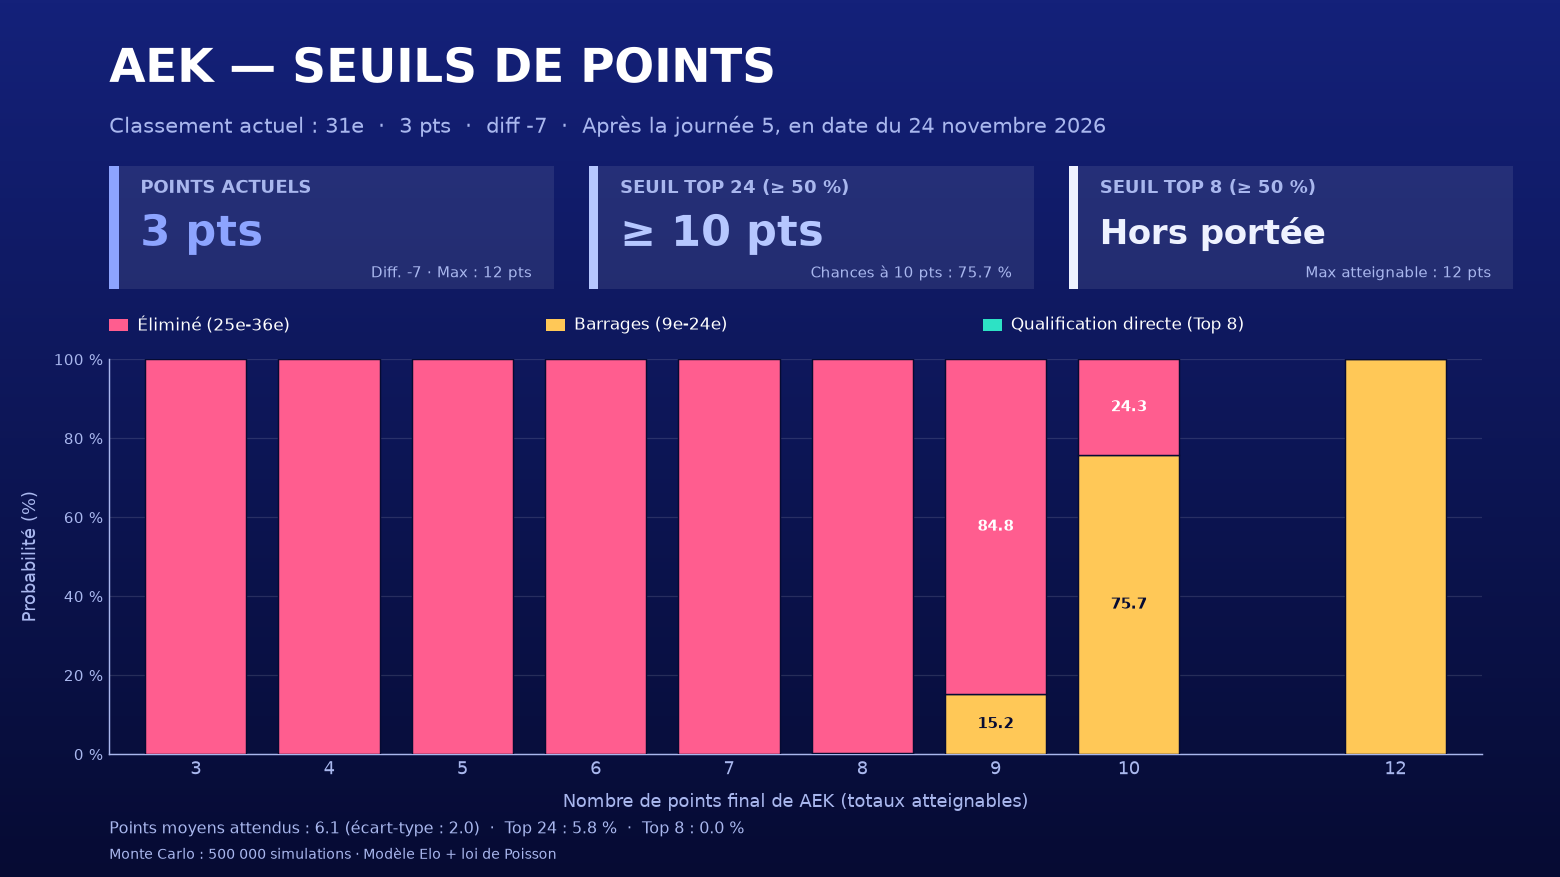 AEK — SEUILS DE POINTS
Classement actuel : 31e · 3 pts · diff -7 · Après la journée 5, en date du 24 novembre 2026
POINTS ACTUELS
3 pts
Diff. -7 · Max : 12 pts
SEUIL TOP 24 (≥ 50 %)
≥ 10 pts
Chances à 10 pts : 75.7 %
SEUIL TOP 8 (≥ 50 %)
Hors portée
Max atteignable : 12 pts
Éliminé (25e-36e)
Barrages (9e-24e)
Qualification directe (Top 8)
Probabilité (%)
100 %
80 %
60 %
40 %
20 %
0 %
84.8
15.2
24.3
75.7
3 4 5 6 7 8 9 10 12
Nombre de points final de AEK (totaux atteignables)
Points moyens attendus : 6.1 (écart-type : 2.0) · Top 24 : 5.8 % · Top 8 : 0.0 %
Monte Carlo : 500 000 simulations · Modèle Elo + loi de Poisson